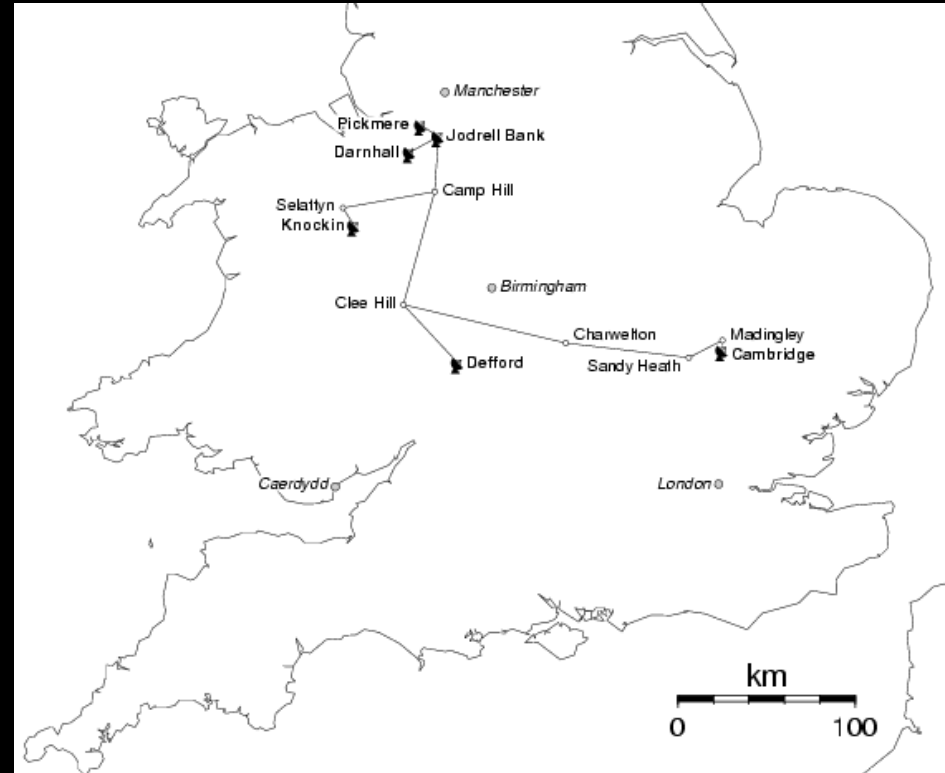 Manchester
Pickmere
Jodrell Bank
Darnhall
Camp Hill
Selattyn
Knockin
Birmingham
Clee Hill
Charwelton
Madingley
Cambridge
Sandy Heath
Defford
Caerdydd
London
km
0 100